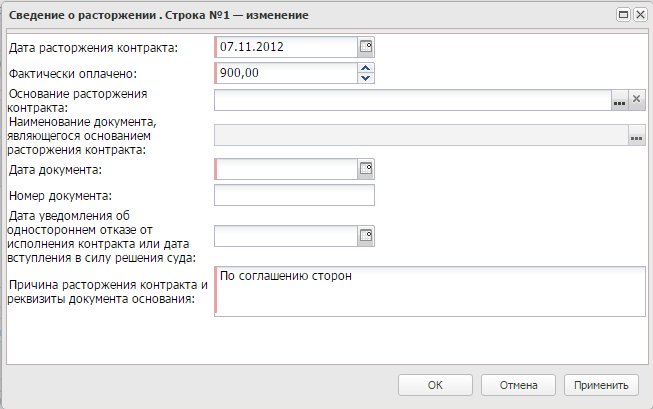 Сведение о расторжении . Строка №1 — изменение
Дата расторжения контракта: 07.11.2012
Фактически оплачено: 900,00
Основание расторжения
контракта:
Наименование документа,
являющегося основанием
расторжения контракта:
Дата документа:
Номер документа:
Дата уведомления об
одностороннем отказе от
исполнения контракта или дата
вступления в силу решения суда:
Причина расторжения контракта и
реквизиты документа основания:
По соглашению сторон
ОК Отмена Применить